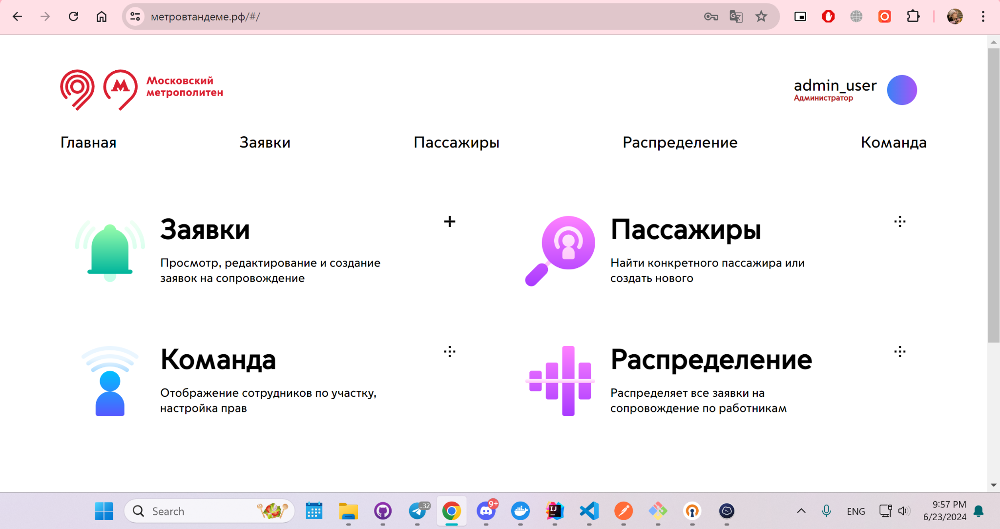 метровтандеме.рф/#/
Московский
метрополитен
admin_user
Администратор
Главная
Заявки
Пассажиры
Распределение
Команда
Заявки
Просмотр, редактирование и создание
заявок на сопровождение
Пассажиры
Найти конкретного пассажира или
создать нового
Команда
Отображение сотрудников по участку,
настройка прав
Распределение
Распределяет все заявки на
сопровождение по работникам
Search
..32
9+
IJ
ENG
9:57 PM
6/23/2024